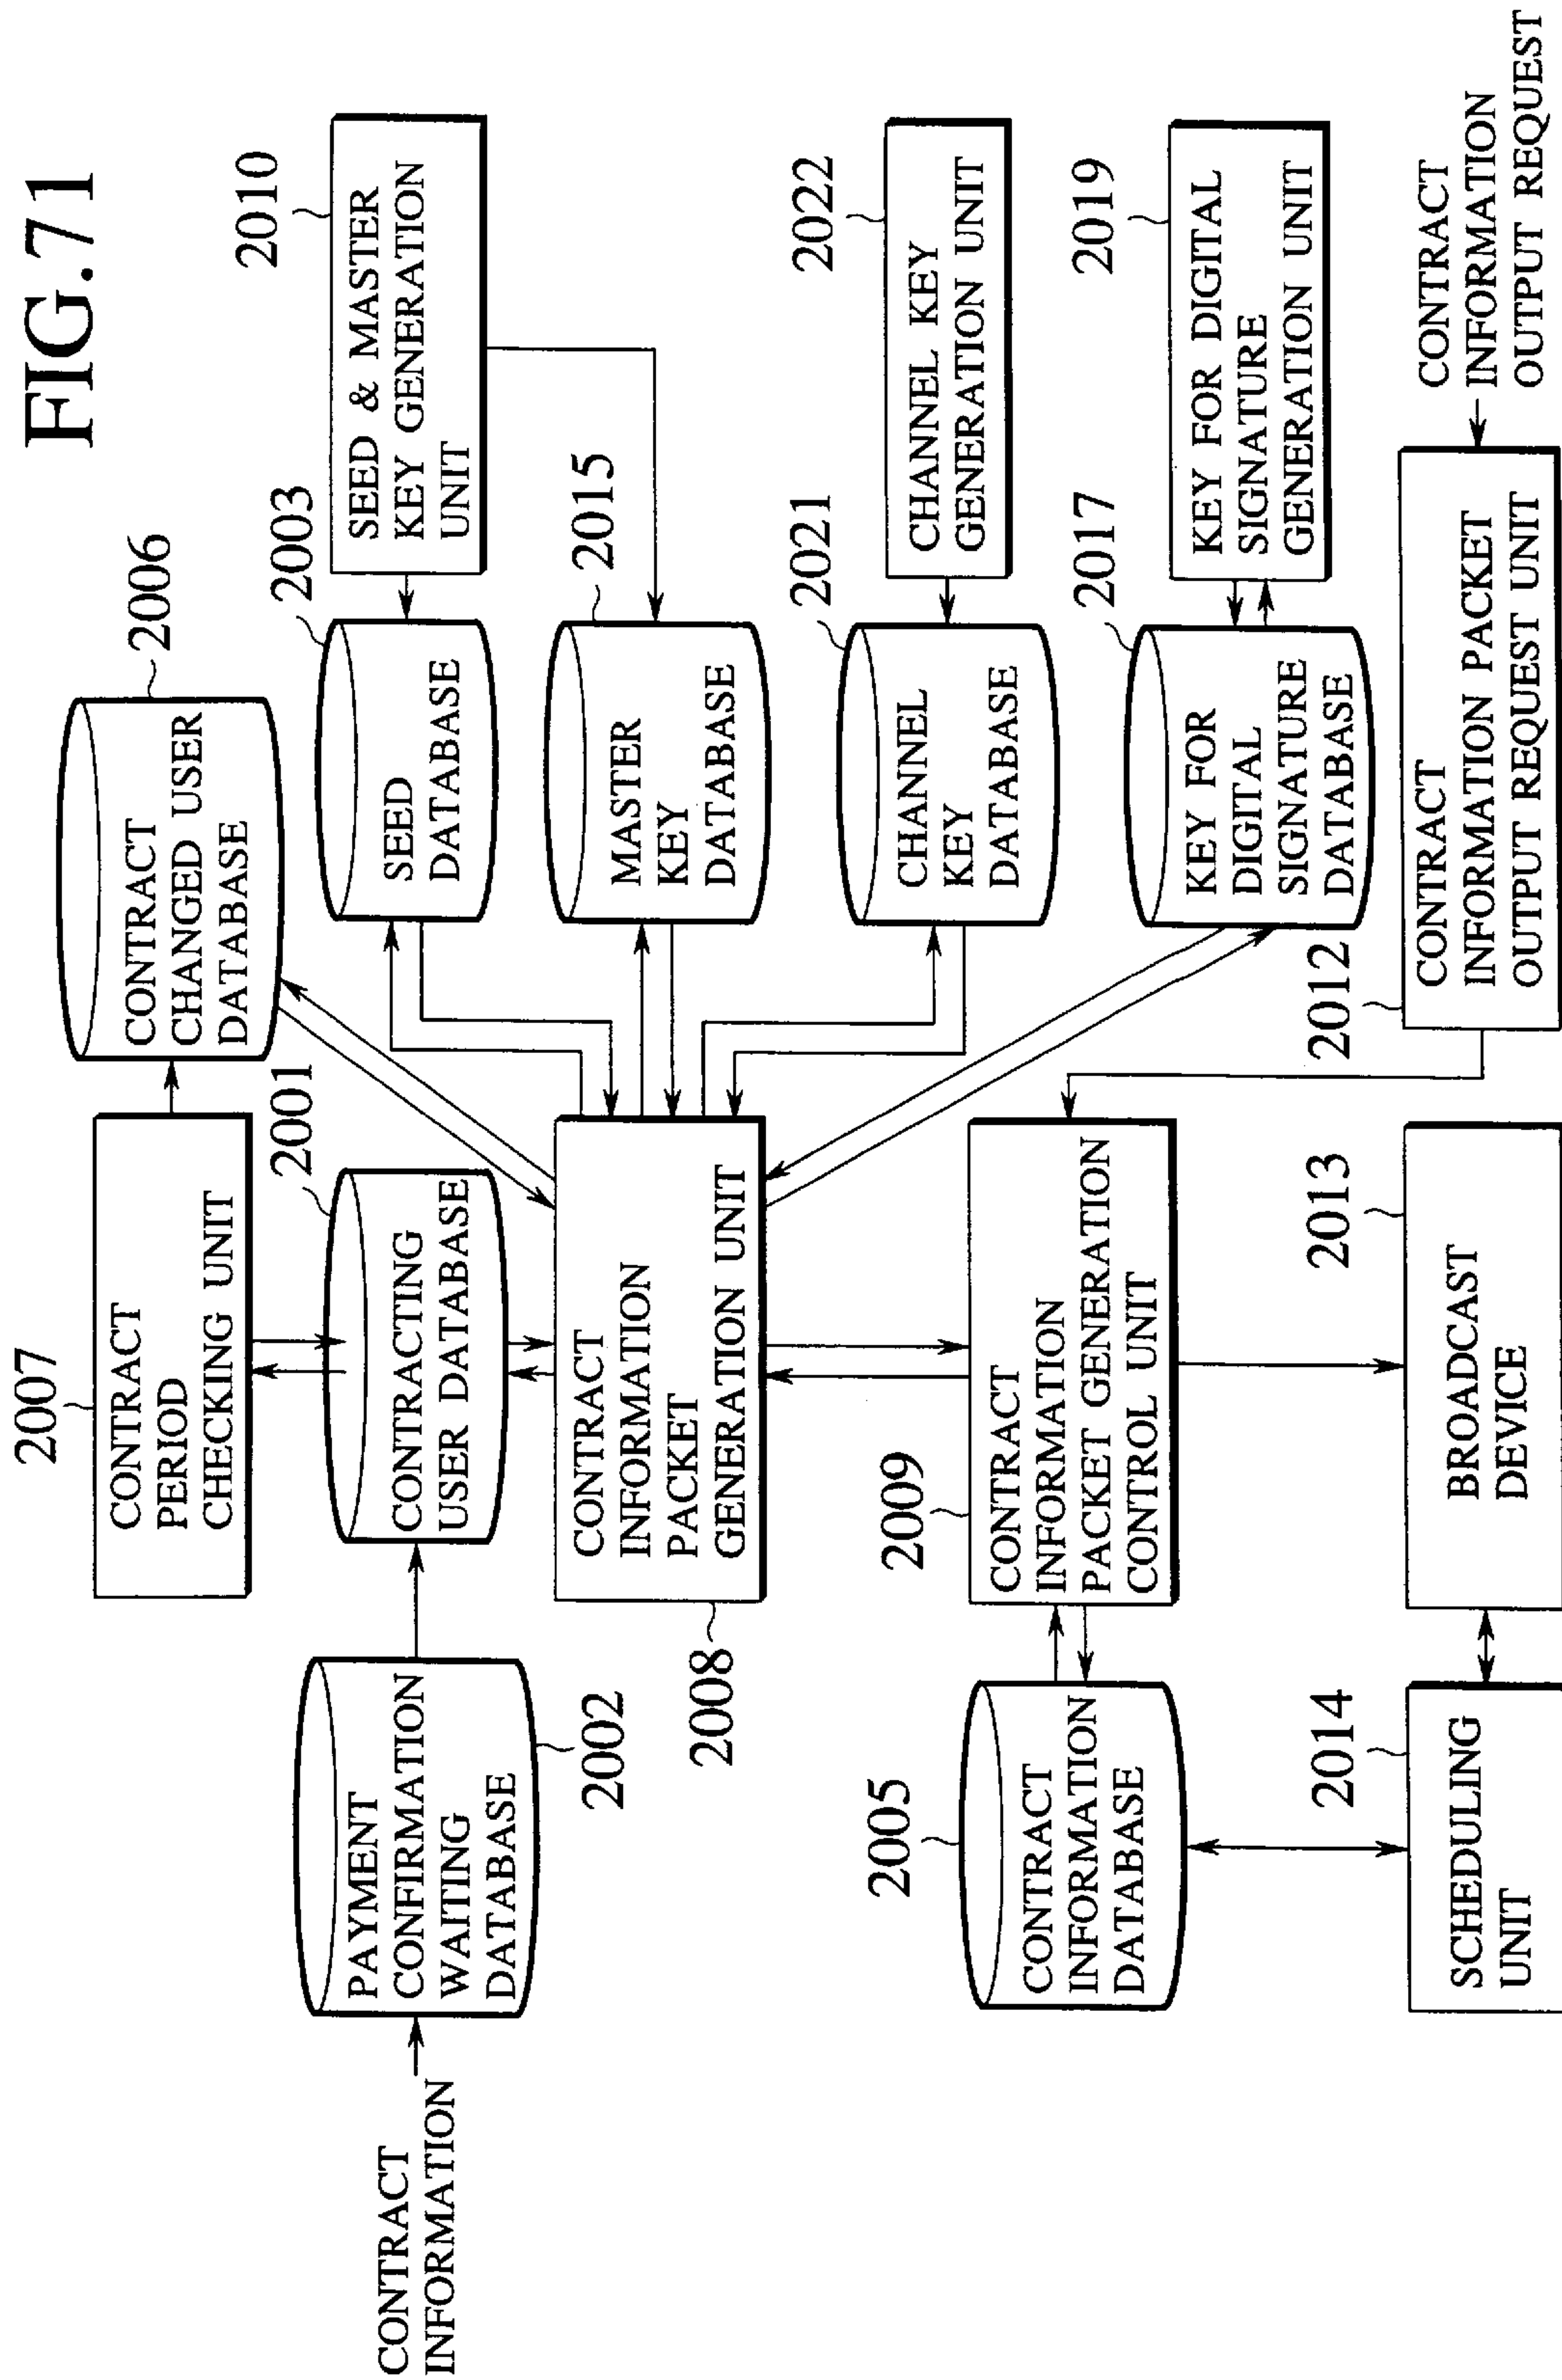 FIG.71
2007
CONTRACT
PERIOD
CHECKING UNIT
2006
CONTRACT
CHANGED USER
DATABASE
2010
SEED & MASTER
KEY GENERATION
UNIT
CONTRACT
INFORMATION
PAYMENT
CONFIRMATION
WAITING
DATABASE
2002
2001
CONTRACTING
USER DATABASE
2003
SEED
DATABASE
2015
MASTER
KEY
DATABASE
2008
CONTRACT
INFORMATION
PACKET
GENERATION UNIT
2021
CHANNEL
KEY
DATABASE
2022
CHANNEL KEY
GENERATION UNIT
2005
CONTRACT
INFORMATION
DATABASE
2009
CONTRACT
INFORMATION
PACKET GENERATION
CONTROL UNIT
2017
KEY FOR
DIGITAL
SIGNATURE
DATABASE
2019
KEY FOR DIGITAL
SIGNATURE
GENERATION UNIT
2014
SCHEDULING
UNIT
2013
BROADCAST
DEVICE
2012
CONTRACT
INFORMATION PACKET
OUTPUT REQUEST UNIT
CONTRACT
INFORMATION
OUTPUT REQUEST